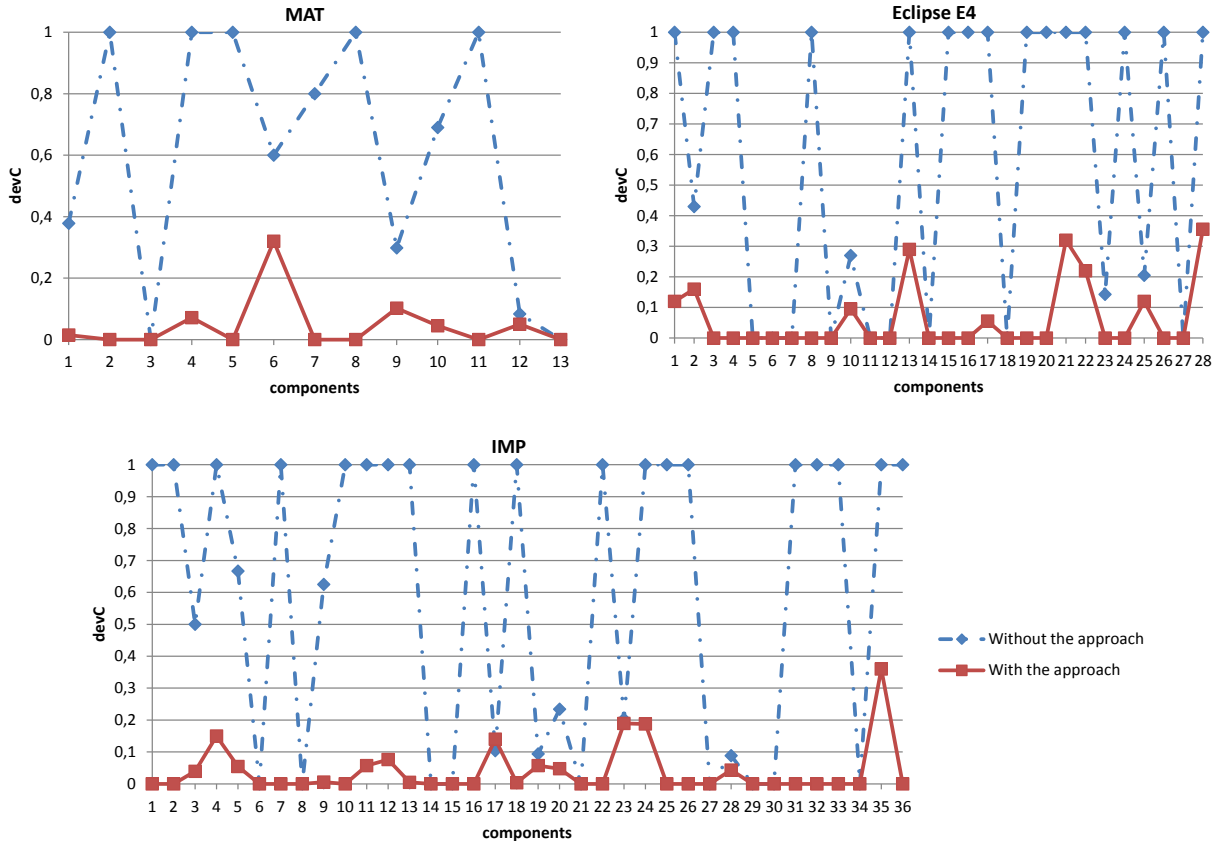 MAT
devC
1
0,8
0,6
0,4
0,2
0
1 2 3 4 5 6 7 8 9 10 11 12 13
components
Eclipse E4
devC
1
0,9
0,8
0,7
0,6
0,5
0,4
0,3
0,2
0,1
0
1 2 3 4 5 6 7 8 9 10 11 12 13 14 15 16 17 18 19 20 21 22 23 24 25 26 27 28
components
IMP
devC
1
0,9
0,8
0,7
0,6
0,5
0,4
0,3
0,2
0,1
0
1 2 3 4 5 6 7 8 9 10 11 12 13 14 15 16 17 18 19 20 21 22 23 24 25 26 27 28 29 30 31 32 33 34 35 36
components
Without the approach
With the approach